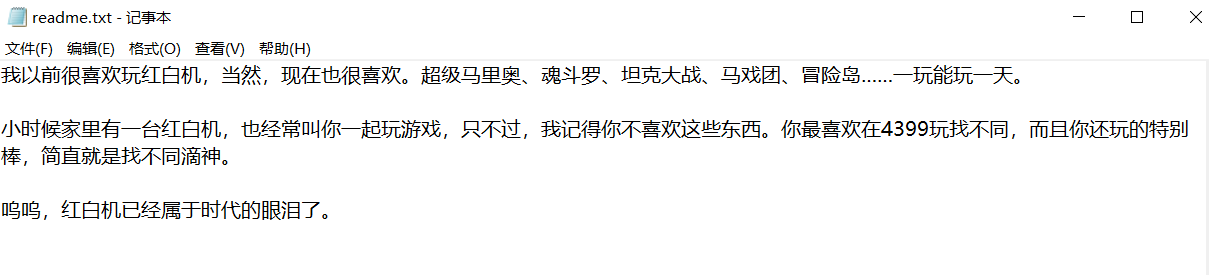 readme.txt - 记事本
文件(F) 编辑(E) 格式(O) 查看(V) 帮助(H)
我以前很喜欢玩红白机，当然，现在也很喜欢。超级马里奥、魂斗罗、坦克大战、马戏团、冒险岛……一玩能玩一天。
小时候家里有一台红白机，也经常叫你一起玩游戏，只不过，我记得你不喜欢这些东西。你最喜欢在4399玩找不同，而且你还玩的特别
棒，简直就是找不同滴神。
呜呜，红白机已经属于时代的眼泪了。